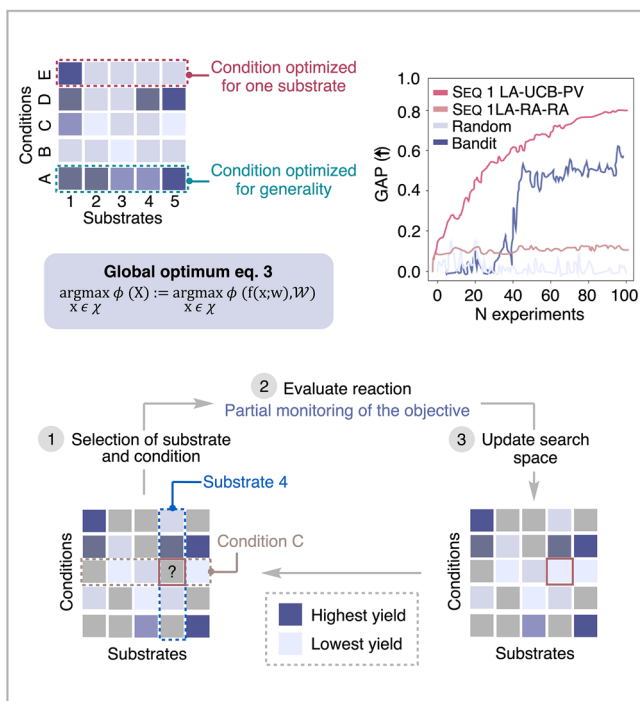 Conditions
E
D
C
B
A
1 2 3 4 5
Substrates
Condition optimized
for one substrate
Condition optimized
for generality
Global optimum eq. 3
argmax ϕ (X) := argmax ϕ (f(x;w),𝒲)
x ϵ χ x ϵ χ
GAP (↑)
1.0
0.8
0.6
0.4
0.2
0.0
SEQ 1 LA-UCB-PV
SEQ 1LA-RA-RA
Random
Bandit
0 20 40 60 80 100
N experiments
1 Selection of substrate
and condition
2 Evaluate reaction
Partial monitoring of the objective
3 Update search
space
Substrate 4
Condition C
?
Conditions
Substrates
Highest yield
Lowest yield
Conditions
Substrates